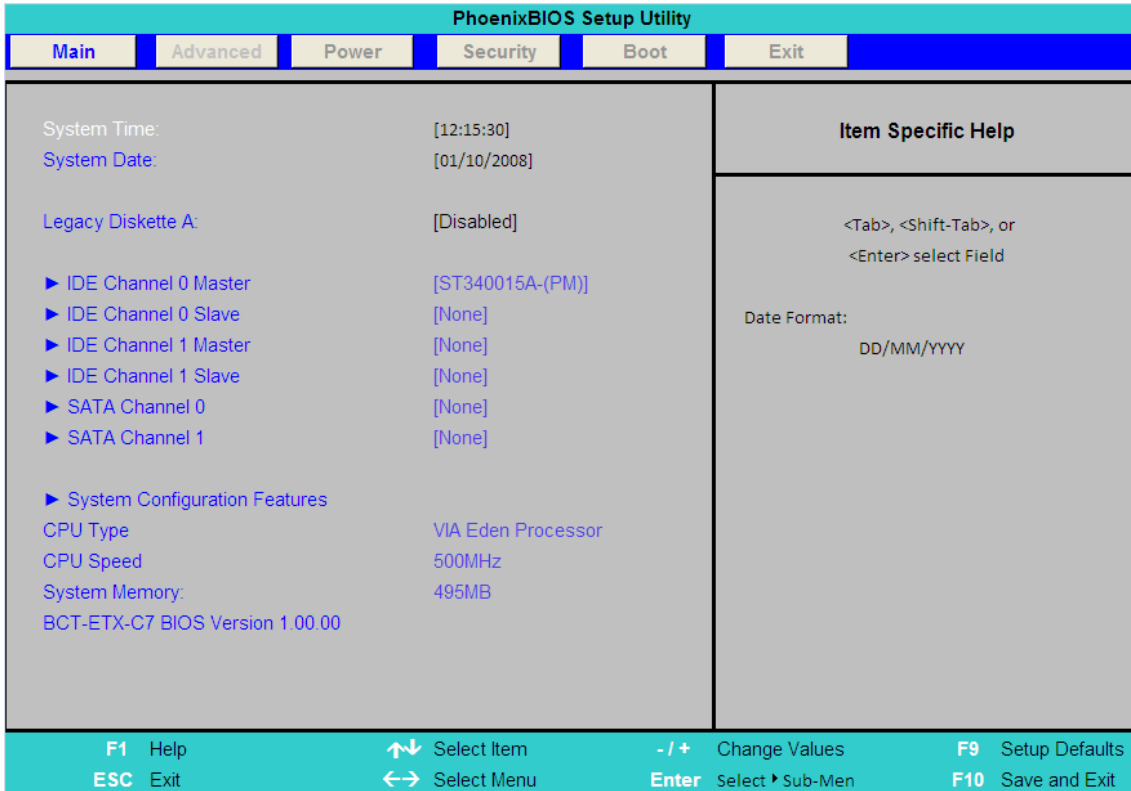 PhoenixBIOS Setup Utility
Main Advanced Power Security Boot Exit
System Time: [12:15:30]
System Date: [01/10/2008]
Legacy Diskette A: [Disabled]
► IDE Channel 0 Master [ST340015A-(PM)]
► IDE Channel 0 Slave [None]
► IDE Channel 1 Master [None]
► IDE Channel 1 Slave [None]
► SATA Channel 0 [None]
► SATA Channel 1 [None]
► System Configuration Features
CPU Type VIA Eden Processor
CPU Speed 500MHz
System Memory: 495MB
BCT-ETX-C7 BIOS Version 1.00.00
Item Specific Help
<Tab>, <Shift-Tab>, or
<Enter> select Field
Date Format:
DD/MM/YYYY
F1 Help ↑↓ Select Item - / + Change Values F9 Setup Defaults
ESC Exit ←→ Select Menu Enter Select ▸ Sub-Men F10 Save and Exit